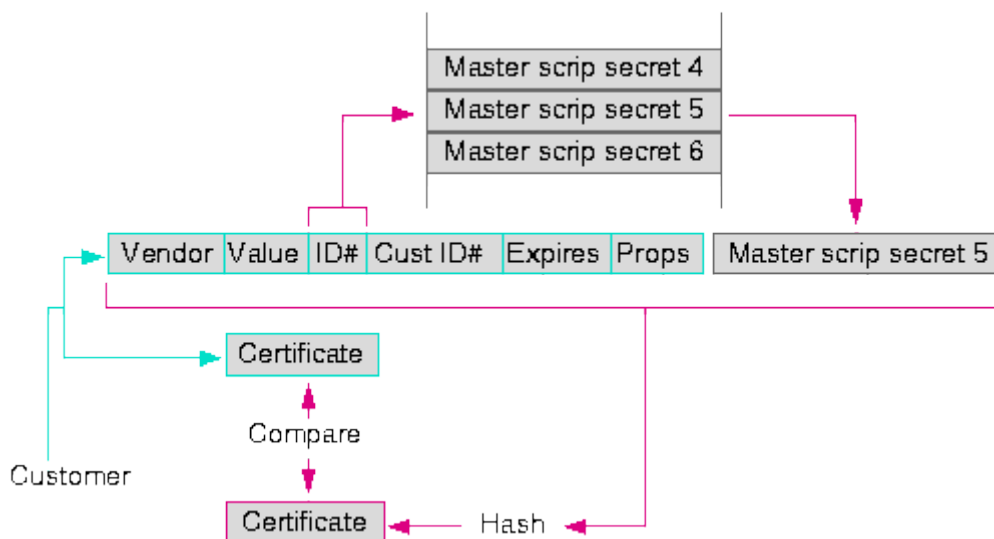 Master scrip secret 4
Master scrip secret 5
Master scrip secret 6
Vendor Value ID# Cust ID# Expires Props Master scrip secret 5
Certificate
Compare
Customer
Certificate Hash